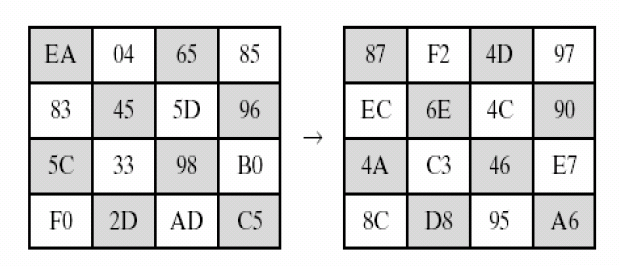 EA 04 65 85 87 F2 4D 97
83 45 5D 96 → EC 6E 4C 90
5C 33 98 B0 4A C3 46 E7
F0 2D AD C5 8C D8 95 A6